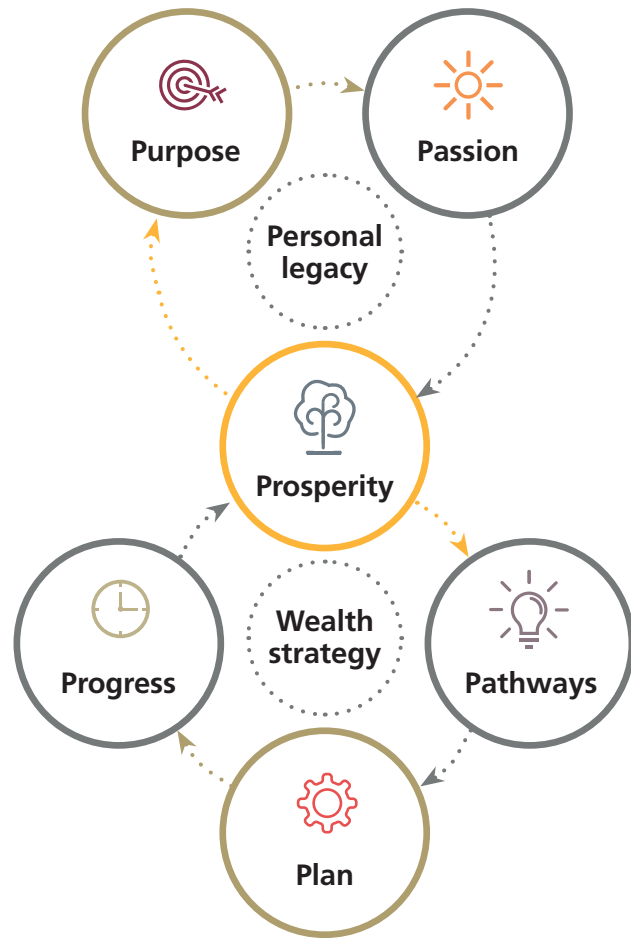 Purpose
Passion
Personal
legacy
Prosperity
Wealth
strategy
Progress
Pathways
Plan